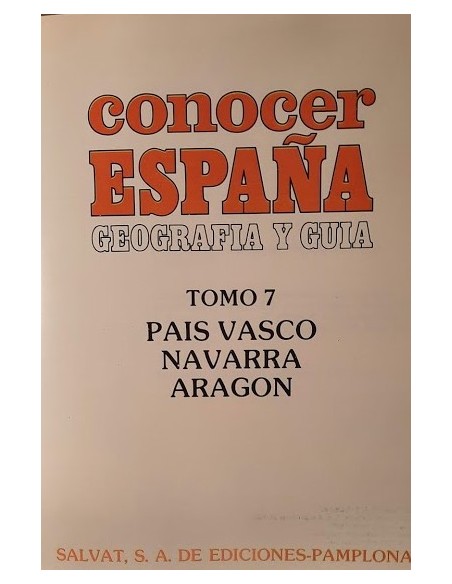 conocer
ESPAÑA
GEOGRAFIA Y GUIA
TOMO 7
PAIS VASCO
NAVARRA
ARAGON
SALVAT, S. A. DE EDICIONES-PAMPLONA